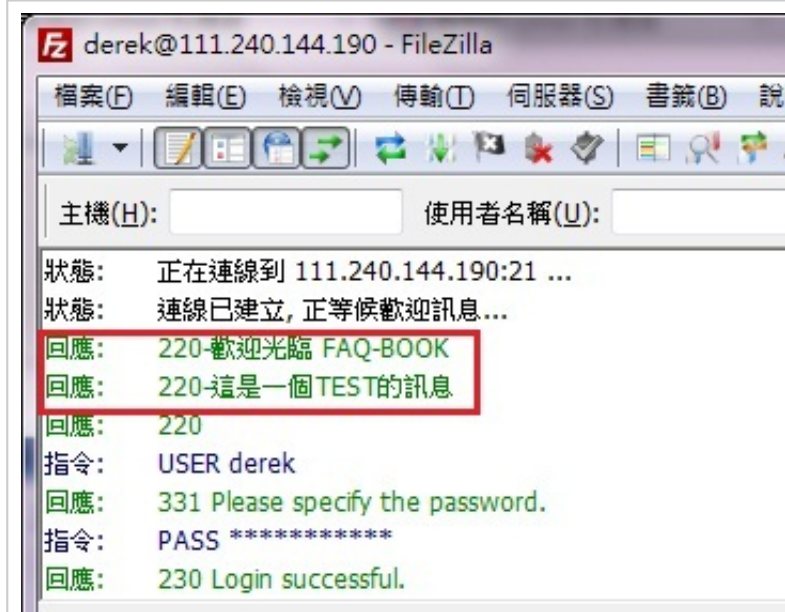 derek@111.240.144.190 - FileZilla
檔案(F) 編輯(E) 檢視(V) 傳輸(T) 伺服器(S) 書籤(B) 說
主機(H): 使用者名稱(U):
狀態: 正在連線到 111.240.144.190:21 ...
狀態: 連線已建立, 正等候歡迎訊息...
回應: 220-歡迎光臨 FAQ-BOOK
回應: 220-這是一個TEST的訊息
回應: 220
指令: USER derek
回應: 331 Please specify the password.
指令: PASS ***********
回應: 230 Login successful.